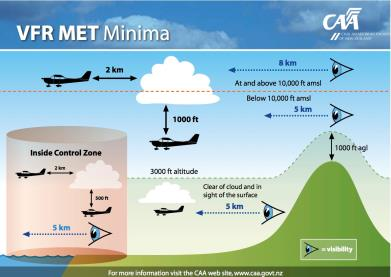 VFR MET Minima
CAA
2 km
8 km
At and above 10,000 ft amsl
Below 10,000 ft amsl
5 km
1000 ft
1000 ft agl
Inside Control Zone
2 km
500 ft
5 km
3000 ft altitude
Clear of cloud and in
sight of the surface
5 km
= visibility
For more information visit the CAA web site, www.caa.govt.nz